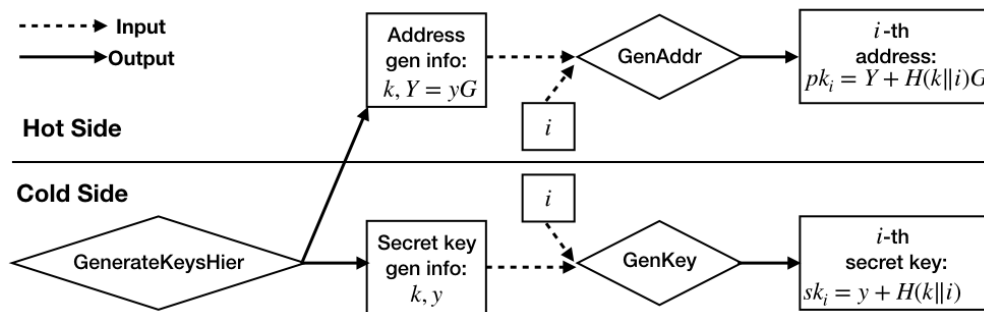 Input
Output
Address
gen info:
k, Y = yG
GenAddr
i-th
address:
pk_i = Y + H(k||i)G
i
Hot Side
Cold Side
i
GenerateKeysHier
Secret key
gen info:
k, y
GenKey
i-th
secret key:
sk_i = y + H(k||i)